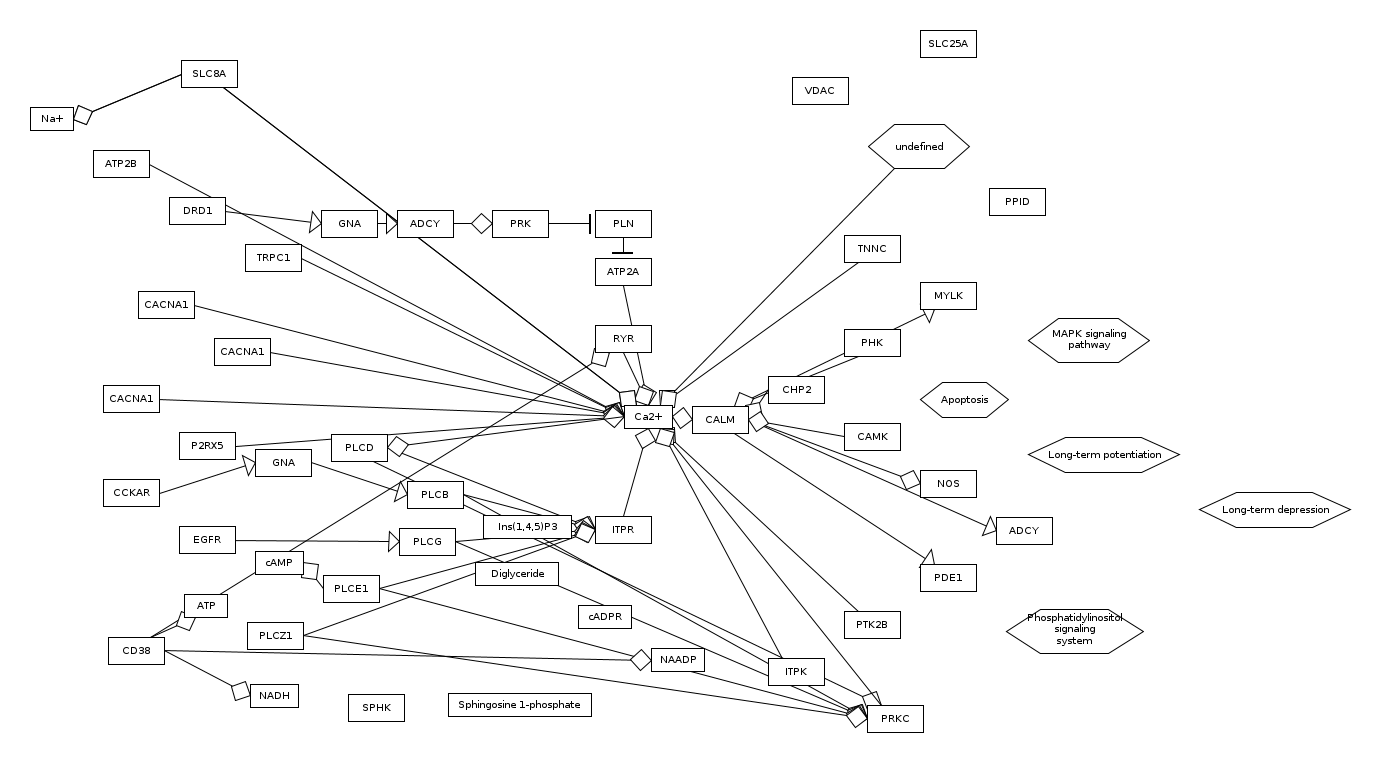 SLC25A
SLC8A
VDAC
Na+
undefined
ATP2B
PPID
DRD1
GNA
ADCY
PRK
PLN
TNNC
TRPC1
ATP2A
MYLK
CACNA1
RYR
PHK
MAPK signaling
pathway
CACNA1
CHP2
CACNA1
Apoptosis
Ca2+
CALM
CAMK
P2RX5
PLCD
Long-term potentiation
GNA
NOS
CCKAR
PLCB
Long-term depression
Ins(1,4,5)P3
ITPR
ADCY
EGFR
PLCG
cAMP
Diglyceride
PDE1
PLCE1
ATP
cADPR
Phosphatidylinositol
signaling
system
PTK2B
PLCZ1
CD38
NAADP
ITPK
NADH
SPHK
Sphingosine 1-phosphate
PRKC